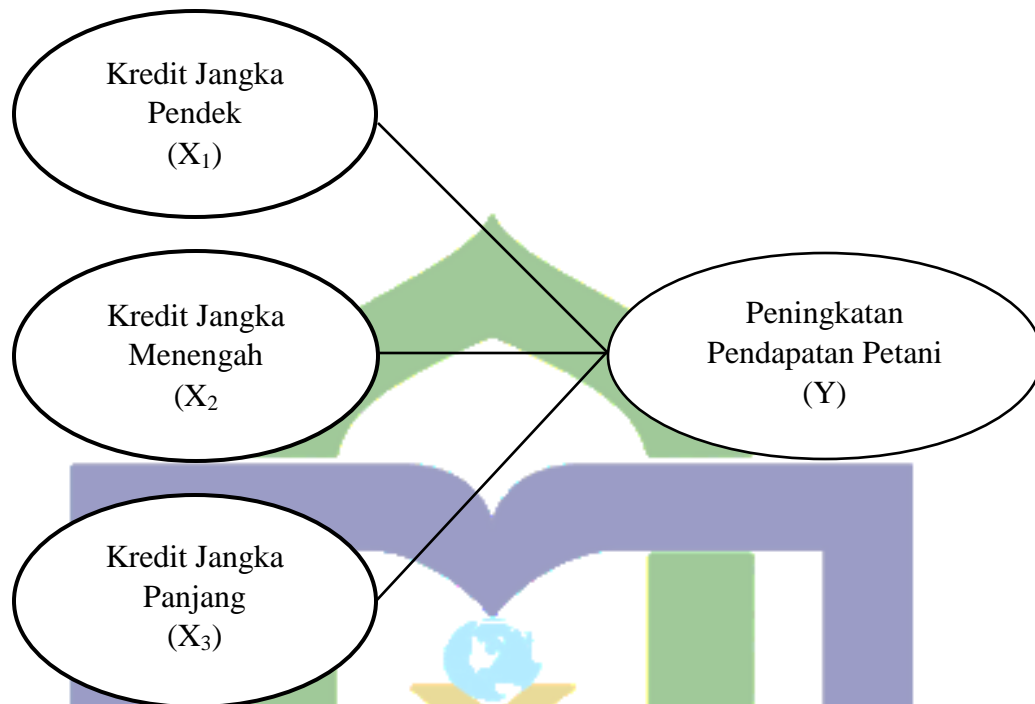 Kredit Jangka
Pendek
(X₁)
Kredit Jangka
Menengah
(X₂
Kredit Jangka
Panjang
(X₃)
Peningkatan
Pendapatan Petani
(Y)